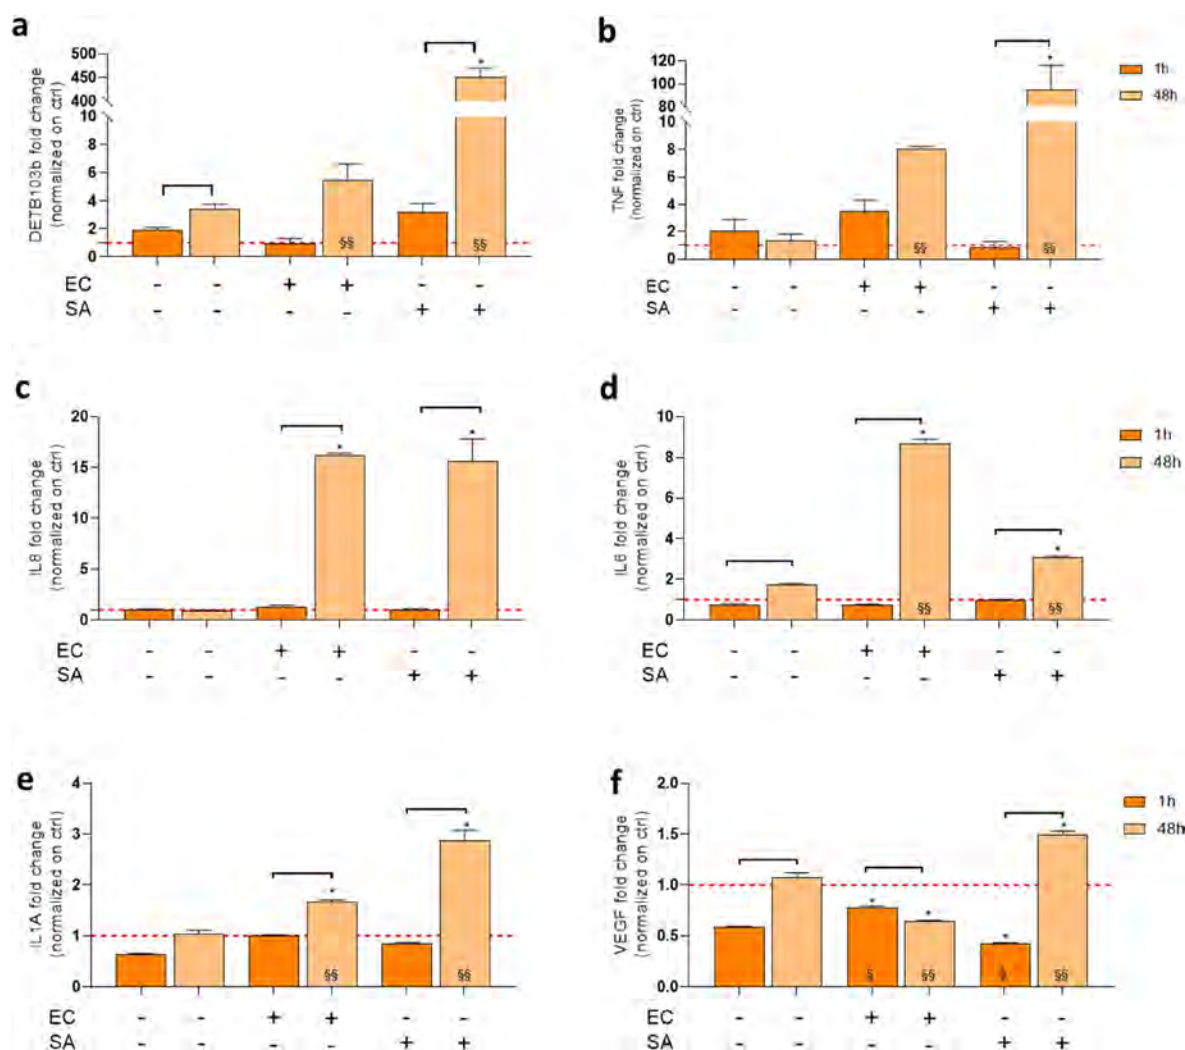 a
DETB103b fold change
(normalized on ctrl)
500
450
400
10
8
6
4
2
0
*
§§ §§
EC - - + + - -
SA - - - - + +
b
TNF fold change
(normalized on ctrl)
120
100
80
10
8
6
4
2
0
*
§§ §§
EC - - + + - -
SA - - - - + +
1h
48h
c
IL8 fold change
(normalized on ctrl)
20
15
10
5
0
* *
EC - - + + - -
SA - - - - + +
d
IL6 fold change
(normalized on ctrl)
10
8
6
4
2
0
* *
§§ §§
EC - - + + - -
SA - - - - + +
1h
48h
e
IL1A fold change
(normalized on ctrl)
4
3
2
1
0
* *
§§ §§
EC - - + + - -
SA - - - - + +
f
VEGF fold change
(normalized on ctrl)
2.0
1.5
1.0
0.5
0.0
* * * *
§ §§ § §§
EC - - + + - -
SA - - - - + +
1h
48h